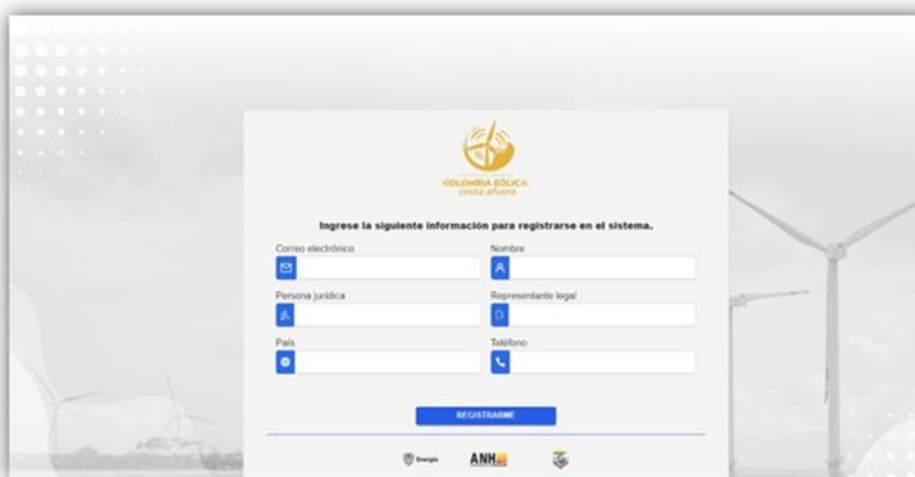 COLOMBIA EÓLICA
costa afuera
Ingrese la siguiente información para registrarse en el sistema.
Correo electrónico
Nombre
Persona jurídica
Representante legal
País
Teléfono
REGISTRARME
Energía
ANH